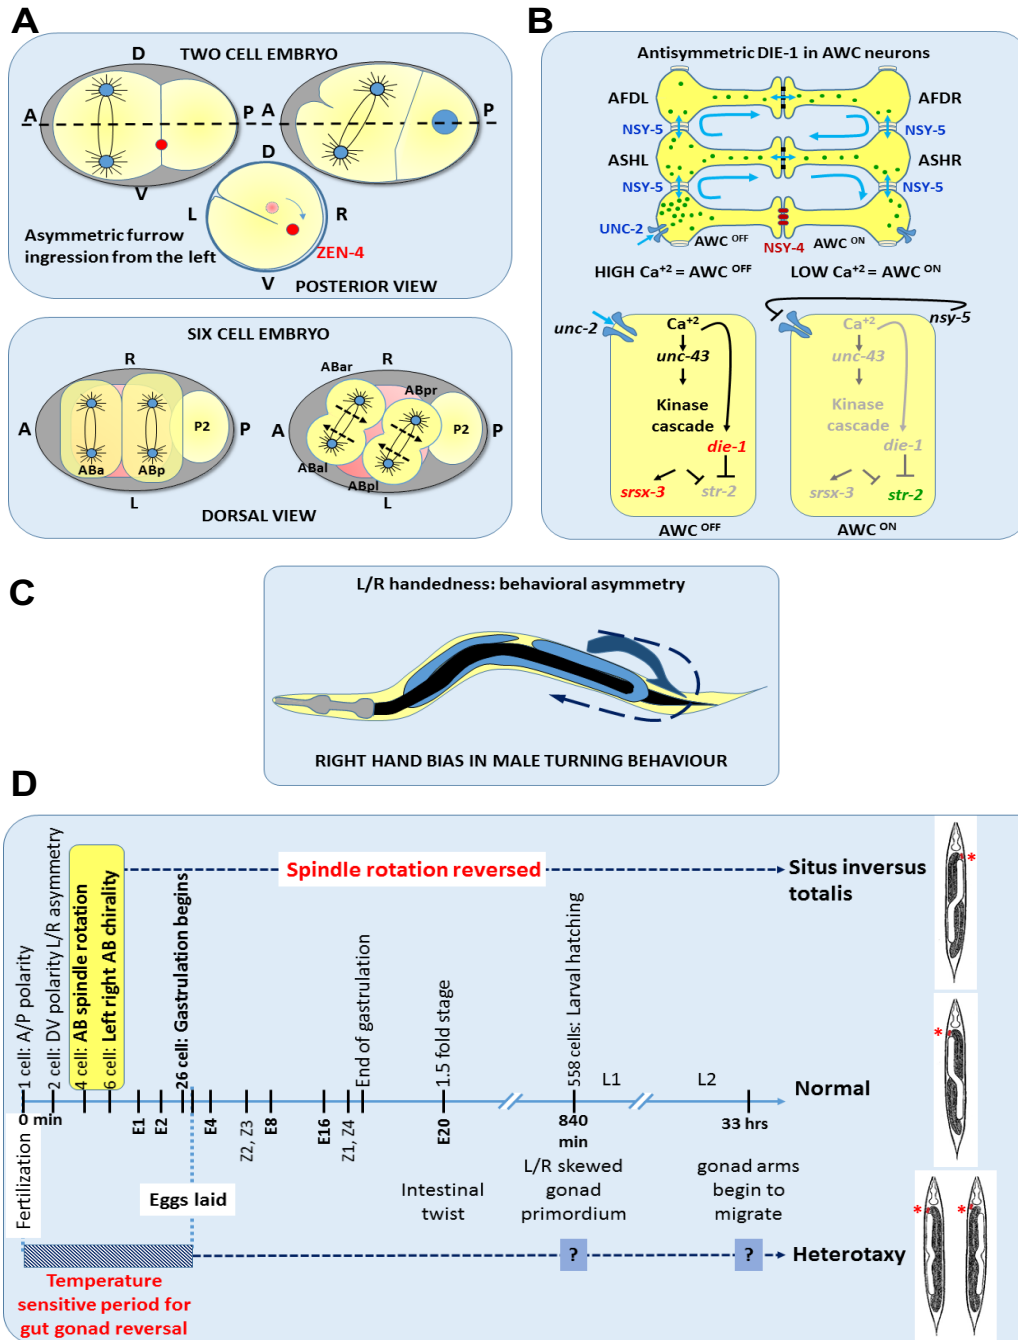 A
TWO CELL EMBRYO
D
A
P
A
P
V
D
L
R
ZEN-4
V
Asymmetric furrow
ingression from the left
POSTERIOR VIEW
SIX CELL EMBRYO
R
A
P2
P
ABa
ABp
L
R
ABar
ABpr
A
P2
P
ABal
ABpl
L
DORSAL VIEW
B
Antisymmetric DIE-1 in AWC neurons
AFDL
AFDR
NSY-5
NSY-5
ASHL
ASHR
NSY-5
NSY-5
UNC-2
AWC OFF
NSY-4
AWC ON
HIGH Ca+2 = AWC OFF
LOW Ca+2 = AWC ON
unc-2
Ca+2
unc-43
Kinase
cascade
die-1
srsx-3
str-2
AWC OFF
nsy-5
Ca+2
unc-43
Kinase
cascade
die-1
srsx-3
str-2
AWC ON
C
L/R handedness: behavioral asymmetry
RIGHT HAND BIAS IN MALE TURNING BEHAVIOUR
D
1 cell: A/P polarity
2 cell: DV polarity L/R asymmetry
4 cell: AB spindle rotation
6 cell: Left right AB chirality
26 cell: Gastrulation begins
End of gastrulation
1.5 fold stage
558 cells: Larval hatching
L1
L2
Spindle rotation reversed
Situs inversus
totalis
*
Normal
*
0 min
E1
E2
E4
Z2, Z3
E8
E16
Z1, Z4
E20
840
min
33 hrs
Fertilization
Eggs laid
Intestinal
twist
L/R skewed
gonad
primordium
gonad arms
begin to
migrate
?
?
Heterotaxy
*
*
Temperature
sensitive period for
gut gonad reversal